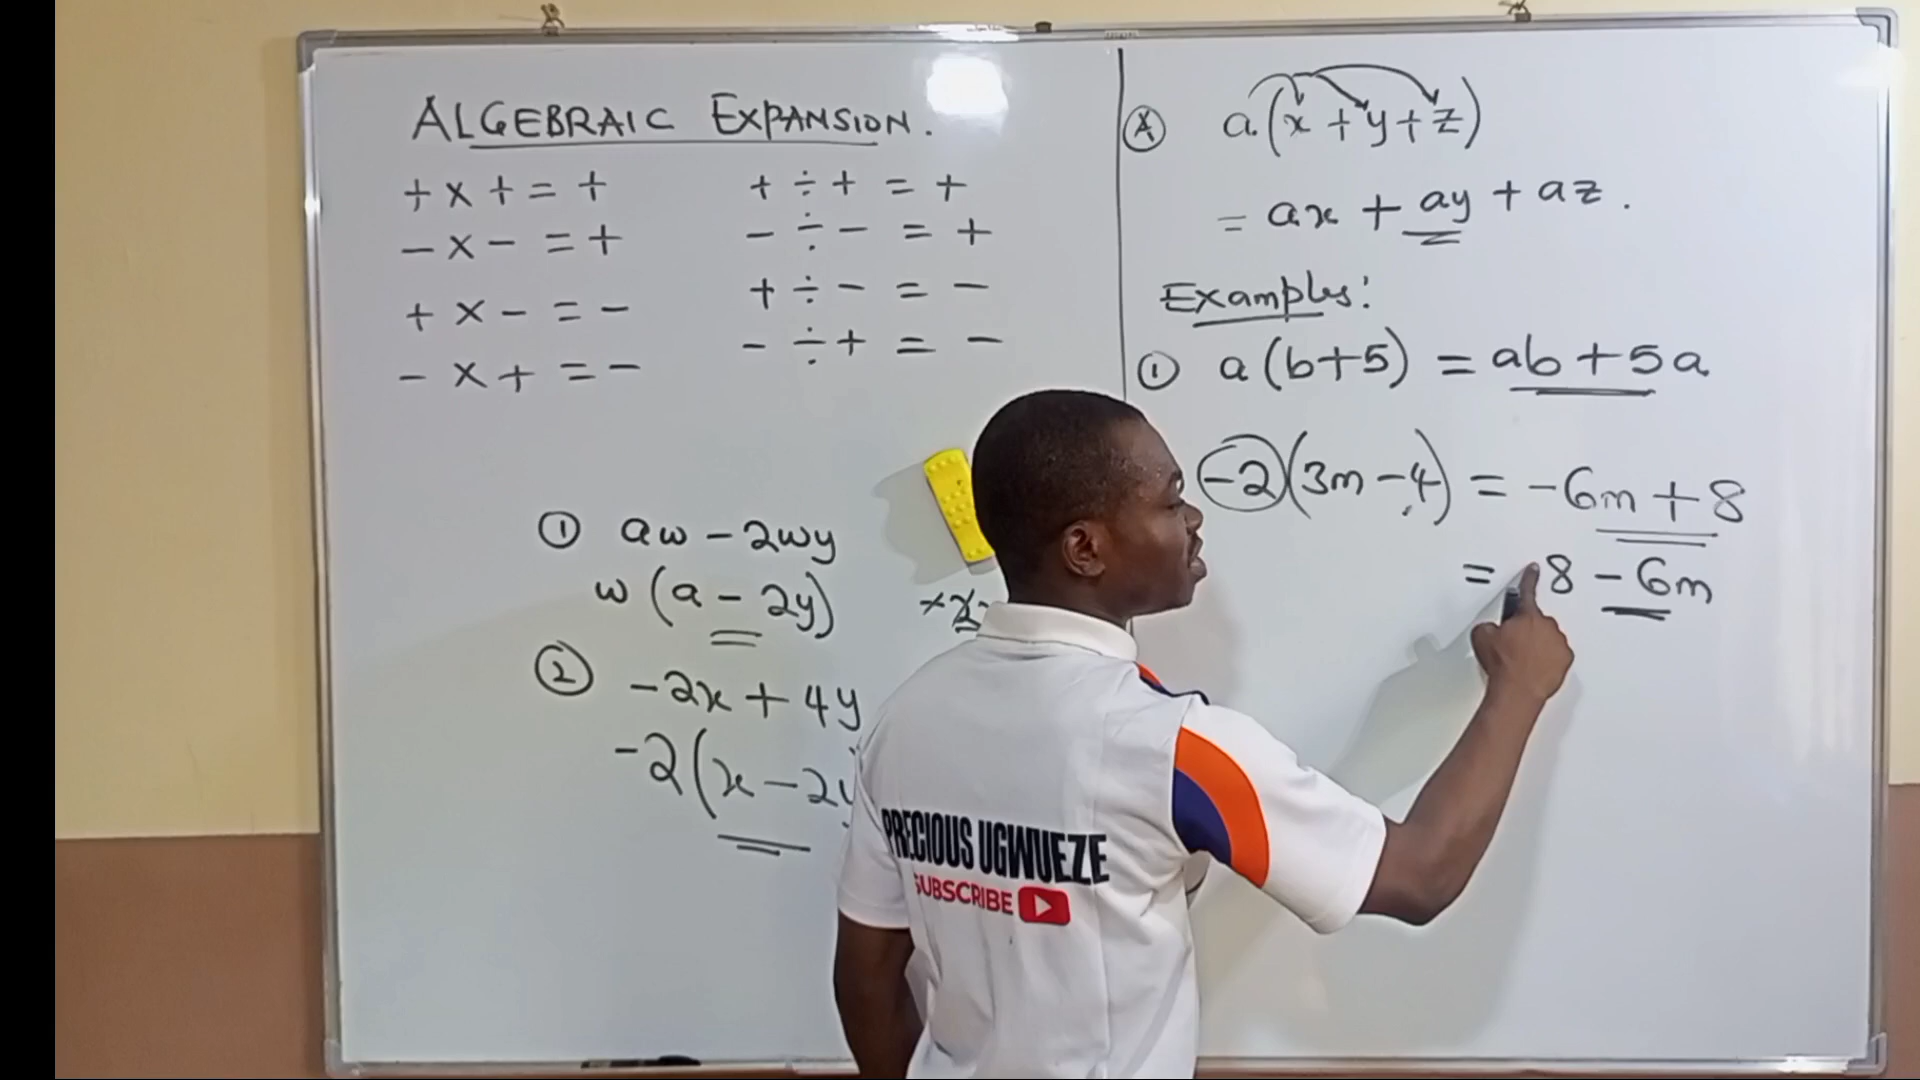 ALGEBRAIC EXPANSION.
+ x + = +
- x - = +
+ x - = -
- x + = -
+ ÷ + = +
- ÷ - = +
+ ÷ - = -
- ÷ + = -
① aw - 2wy
w (a - 2y)
② -2x + 4y
-2(x - 2y
Ⓐ a(x + y + z)
= ax + ay + az.
Examples:
① a(b+5) = ab + 5a
-2(3m - 4) = -6m + 8
= 8 - 6m
PRECIOUS UGWUEZE
SUBSCRIBE